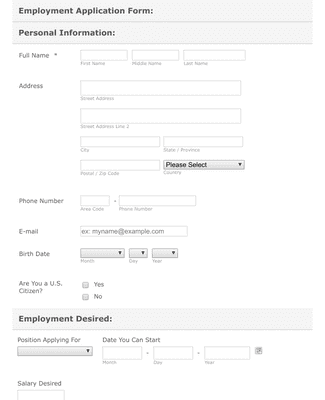 Employment Application Form:
Personal Information:
Full Name *
First Name Middle Name Last Name
Address
Street Address
Street Address Line 2
City State / Province
Please Select
Postal / Zip Code Country
Phone Number -
Area Code Phone Number
E-mail ex: myname@example.com
Birth Date
Month Day Year
Are You a U.S. Citizen?
Yes
No
Employment Desired:
Position Applying For Date You Can Start
- -
Month Day Year
Salary Desired